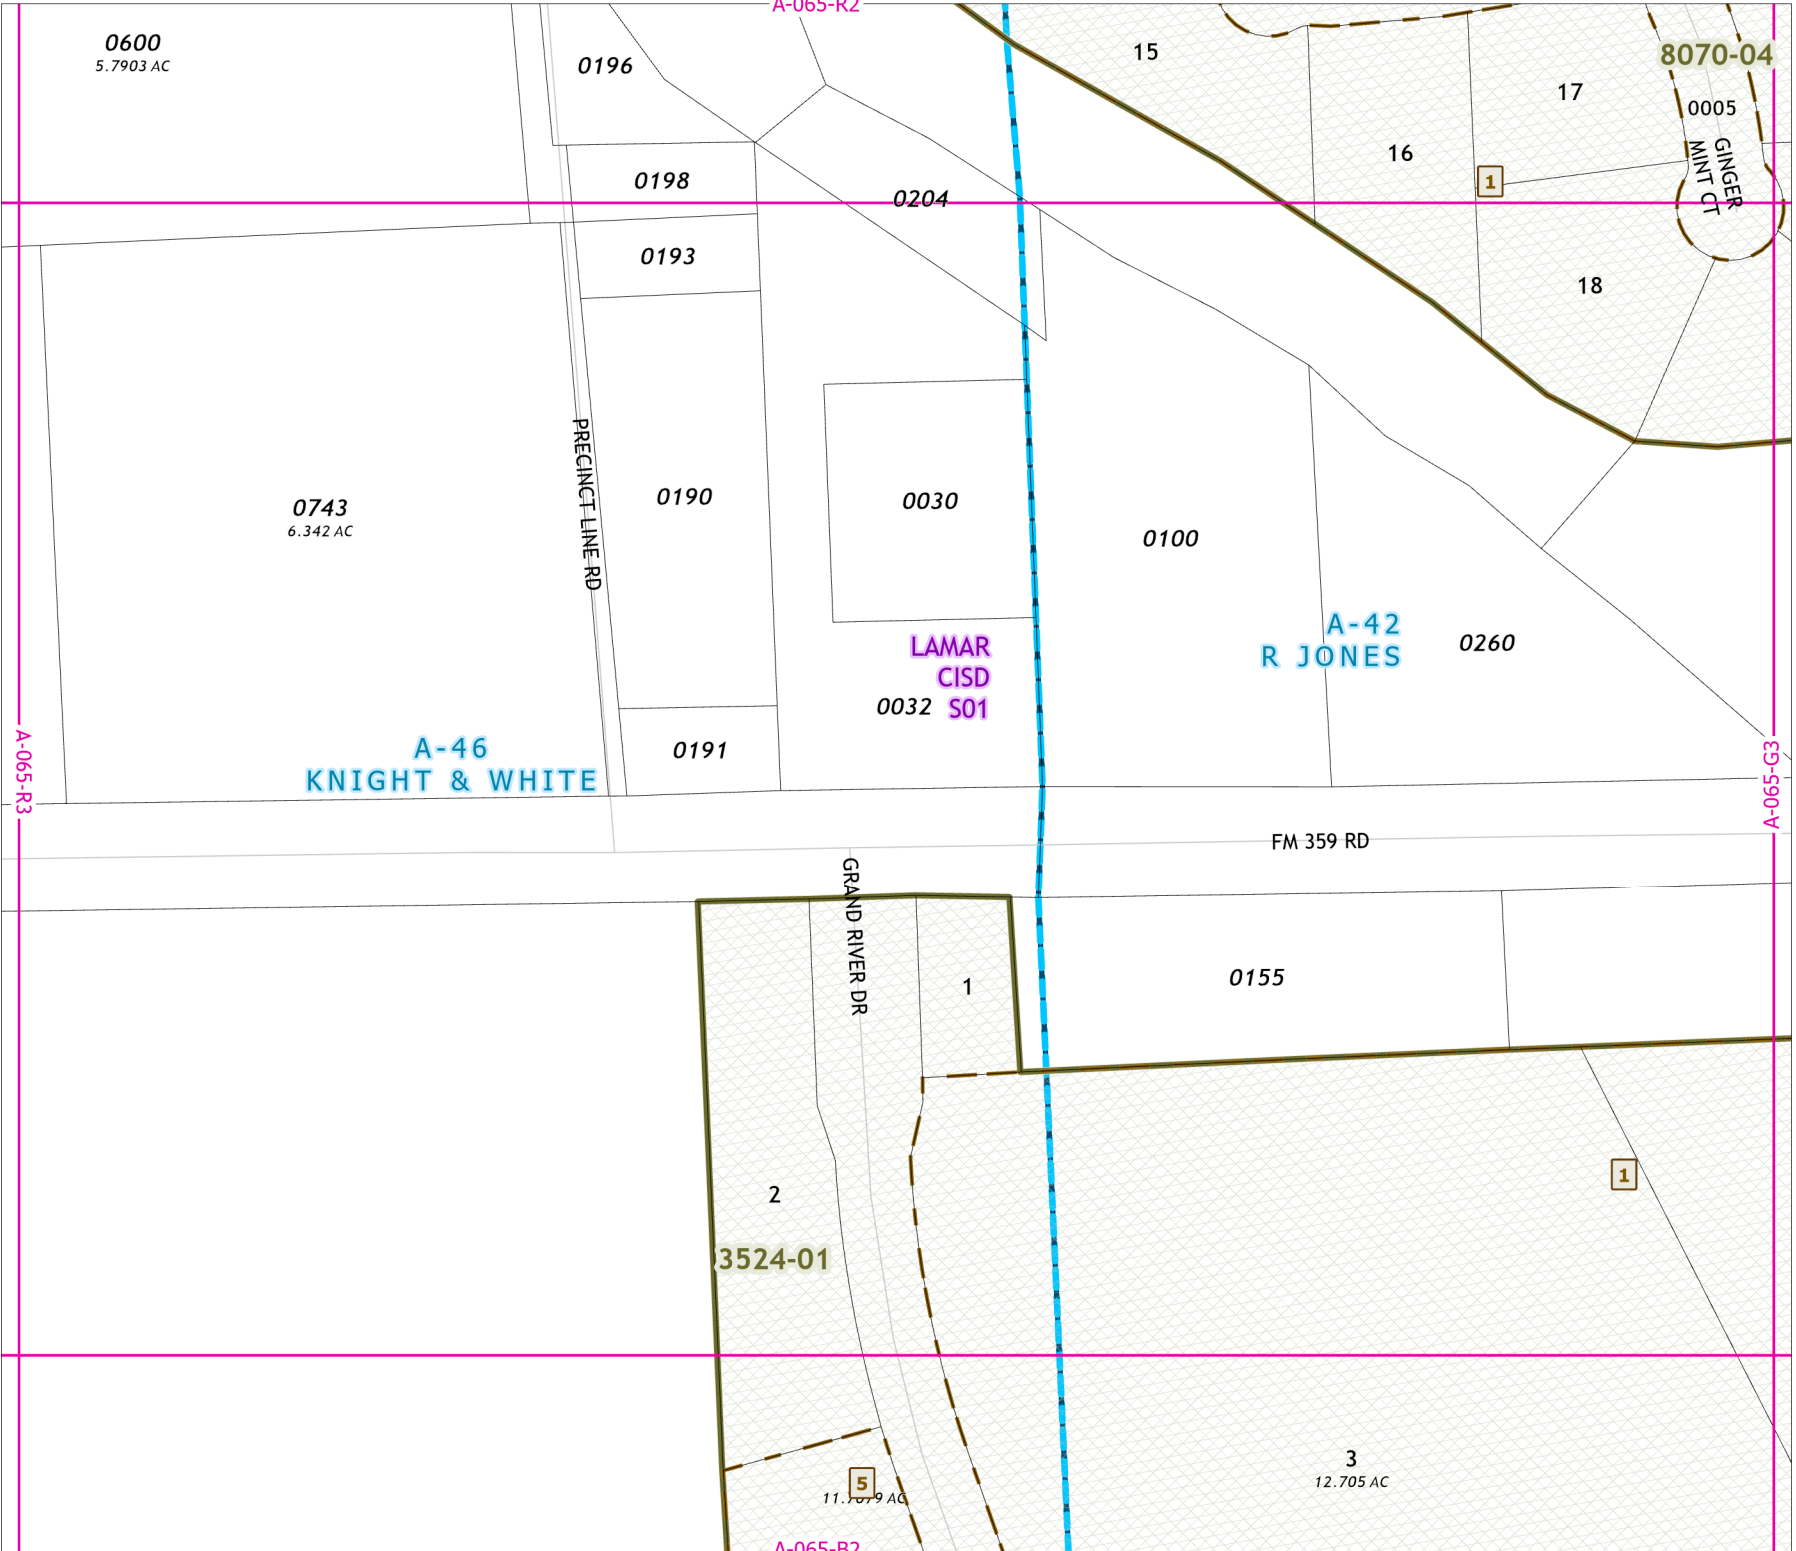 A-065-R2
0600
5.7903 AC
0196
15
8070-04
17
0005
16
GINGER
MINT CT
1
0198
0204
0193
18
PRECINCT LINE RD
0743
6.342 AC
0190
0030
0100
A-42
R JONES
0260
LAMAR
CISD
S01
0032
A-46
KNIGHT & WHITE
0191
A-065-R3
A-065-G3
FM 359 RD
GRAND RIVER DR
1
0155
2
1
3524-01
3
12.705 AC
5
A-065-B2